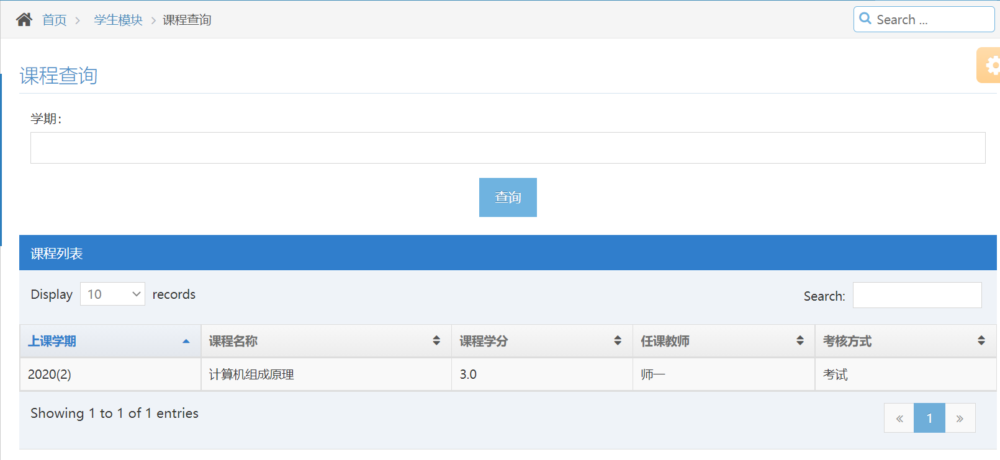 首页 学生模块 课程查询 Search ...
课程查询
学期：
查询
课程列表
Display 10 records Search:
上课学期 课程名称 课程学分 任课教师 考核方式
2020(2) 计算机组成原理 3.0 师一 考试
Showing 1 to 1 of 1 entries « 1 »